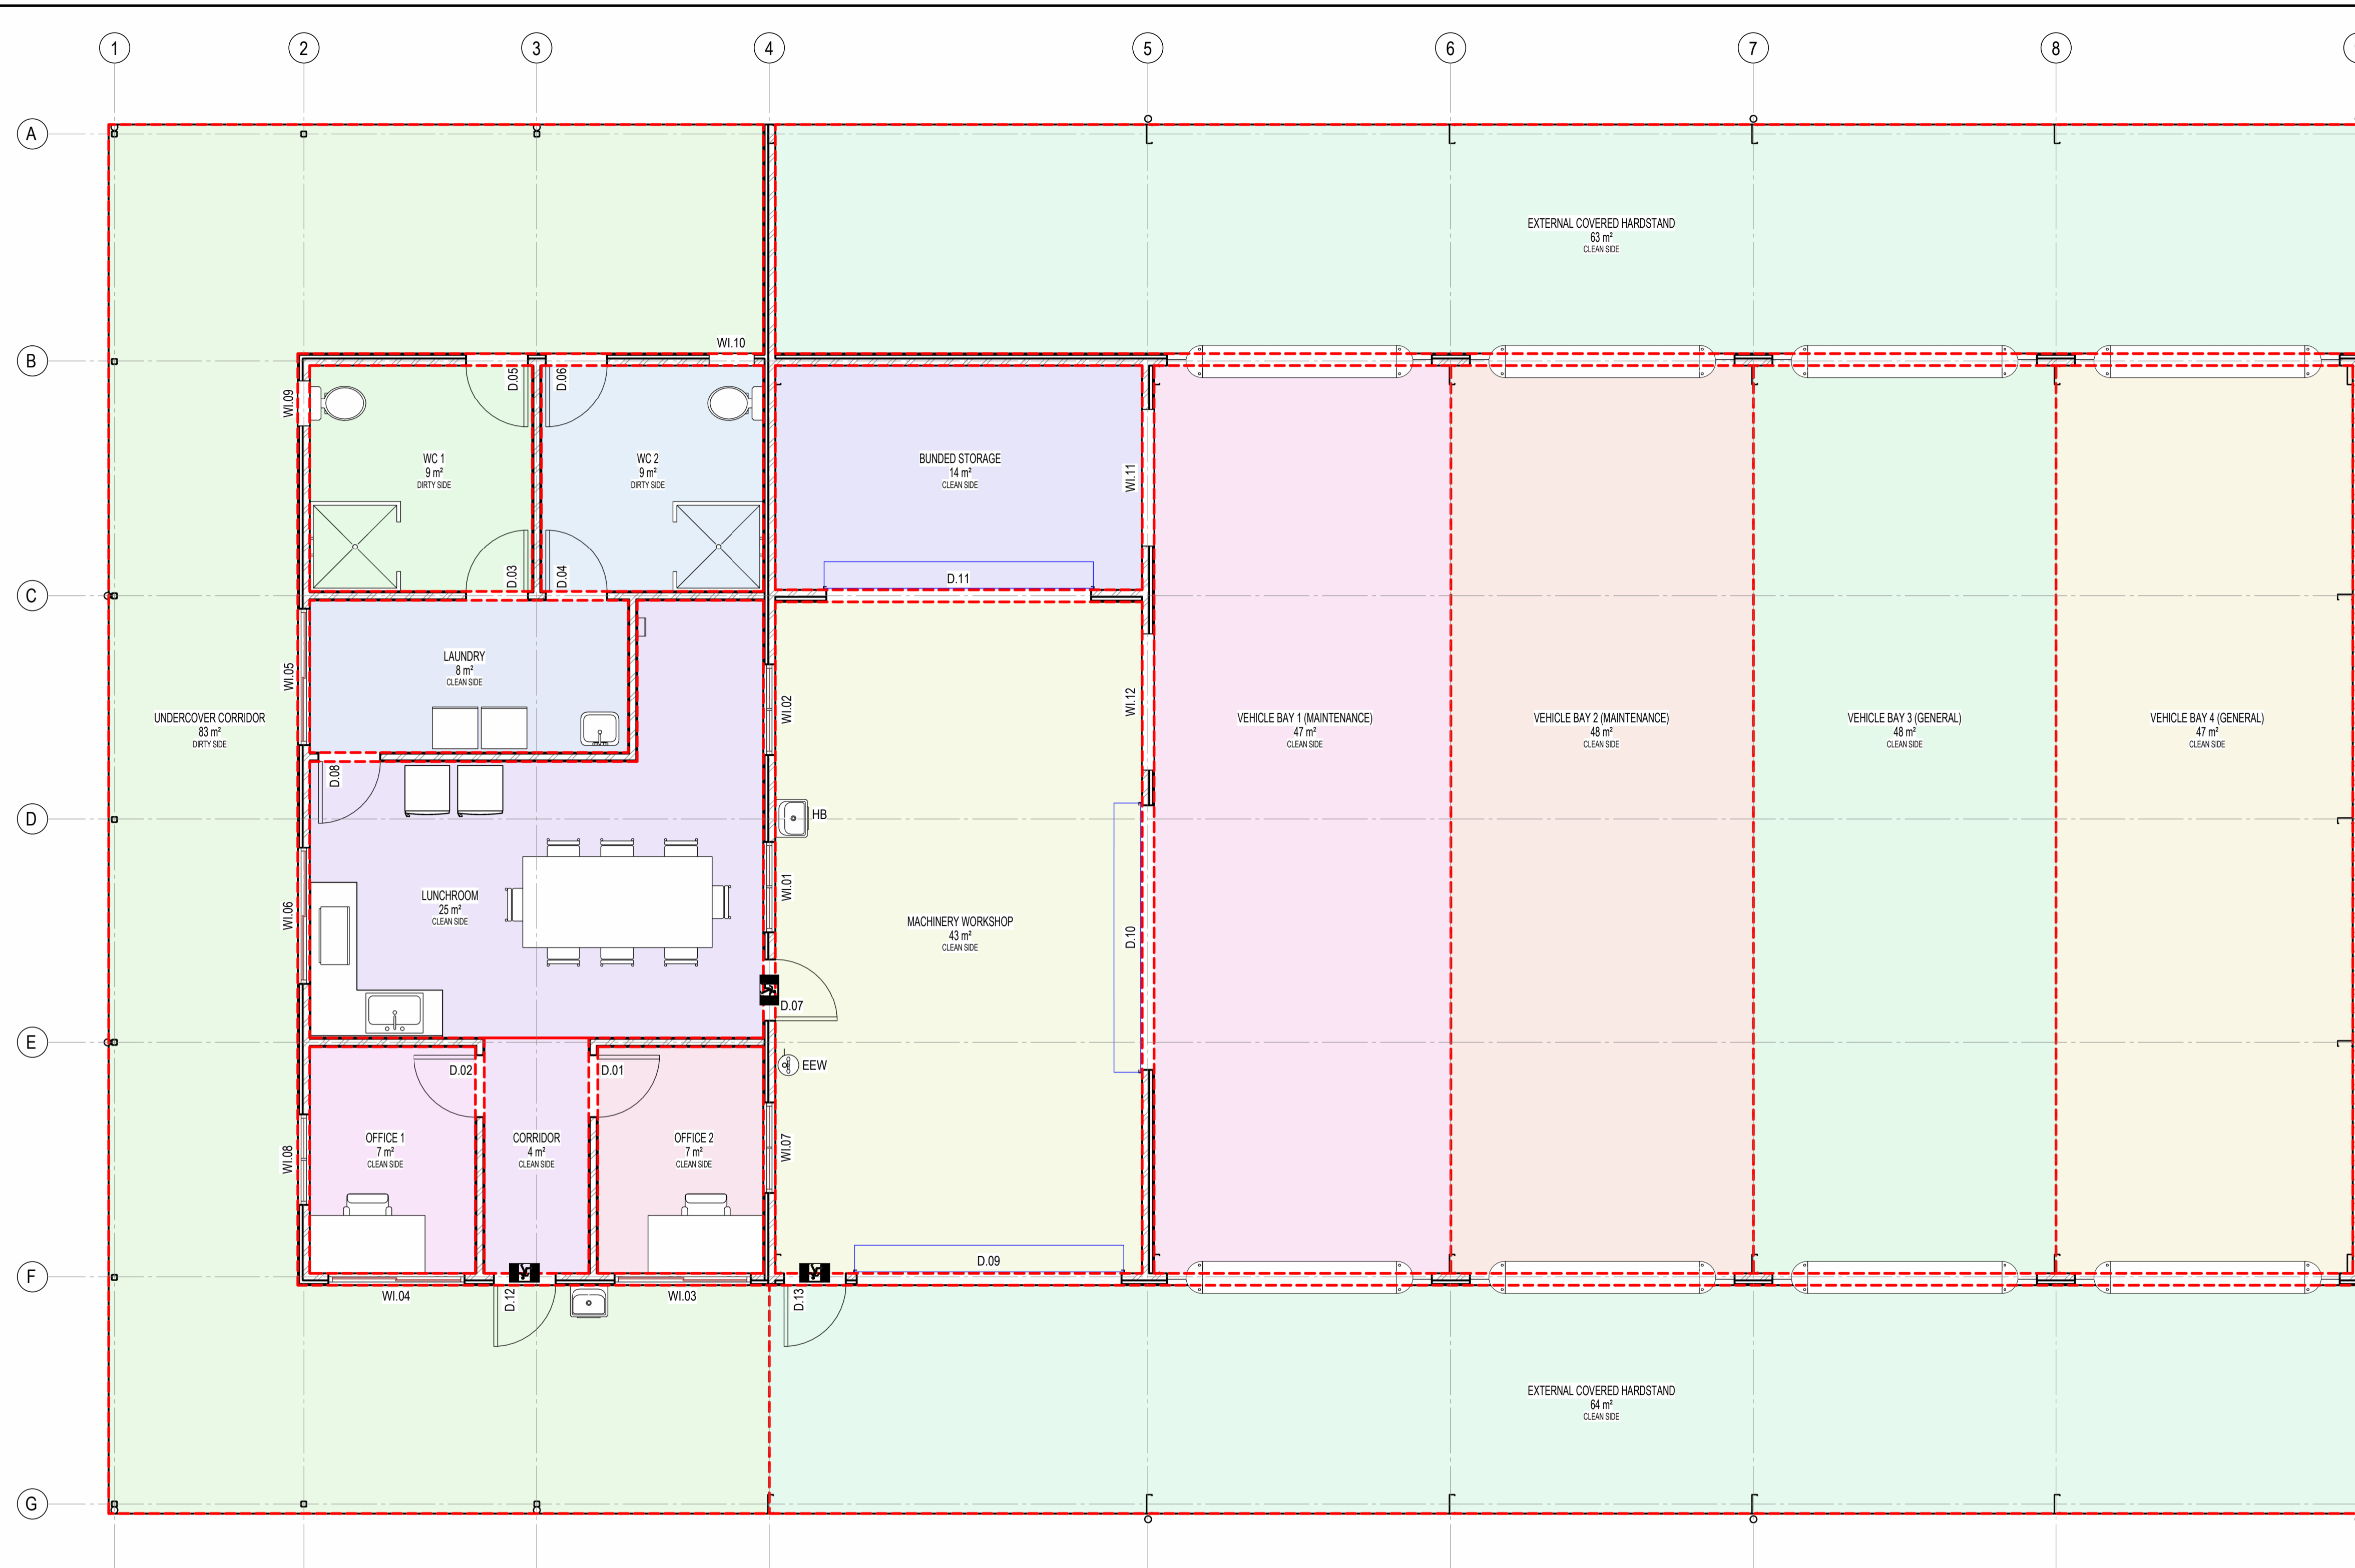 1
2
3
4
5
6
7
8
A
B
C
D
E
F
G
EXTERNAL COVERED HARDSTAND
63 m²
CLEAN SIDE
WI.10
WI.09
D.05
D.06
WC 1
9 m²
DIRTY SIDE
WC 2
9 m²
DIRTY SIDE
BUNDED STORAGE
14 m²
CLEAN SIDE
WI.11
D.03
D.04
D.11
LAUNDRY
8 m²
CLEAN SIDE
WI.05
WI.02
WI.12
UNDERCOVER CORRIDOR
83 m²
DIRTY SIDE
VEHICLE BAY 1 (MAINTENANCE)
47 m²
CLEAN SIDE
VEHICLE BAY 2 (MAINTENANCE)
48 m²
CLEAN SIDE
VEHICLE BAY 3 (GENERAL)
48 m²
CLEAN SIDE
VEHICLE BAY 4 (GENERAL)
47 m²
CLEAN SIDE
D.08
HB
LUNCHROOM
25 m²
CLEAN SIDE
WI.06
WI.01
MACHINERY WORKSHOP
43 m²
CLEAN SIDE
D.10
D.07
D.02
D.01
EEW
OFFICE 1
7 m²
CLEAN SIDE
CORRIDOR
4 m²
CLEAN SIDE
OFFICE 2
7 m²
CLEAN SIDE
WI.08
WI.07
D.09
WI.04
D.12
WI.03
D.13
EXTERNAL COVERED HARDSTAND
64 m²
CLEAN SIDE